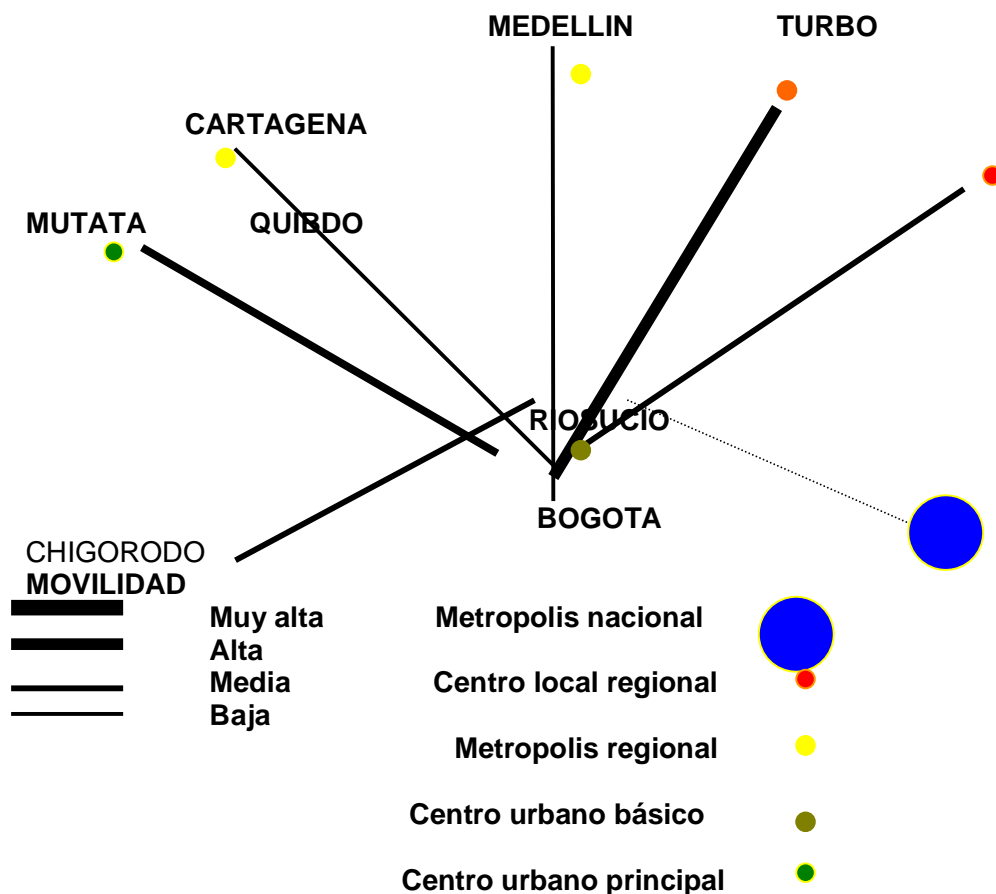 MEDELLIN TURBO
CARTAGENA
MUTATA QUIBDO
RIOSUCIO
BOGOTA
CHIGORODO
MOVILIDAD
Muy alta
Alta
Media
Baja
Metropolis nacional
Centro local regional
Metropolis regional
Centro urbano básico
Centro urbano principal